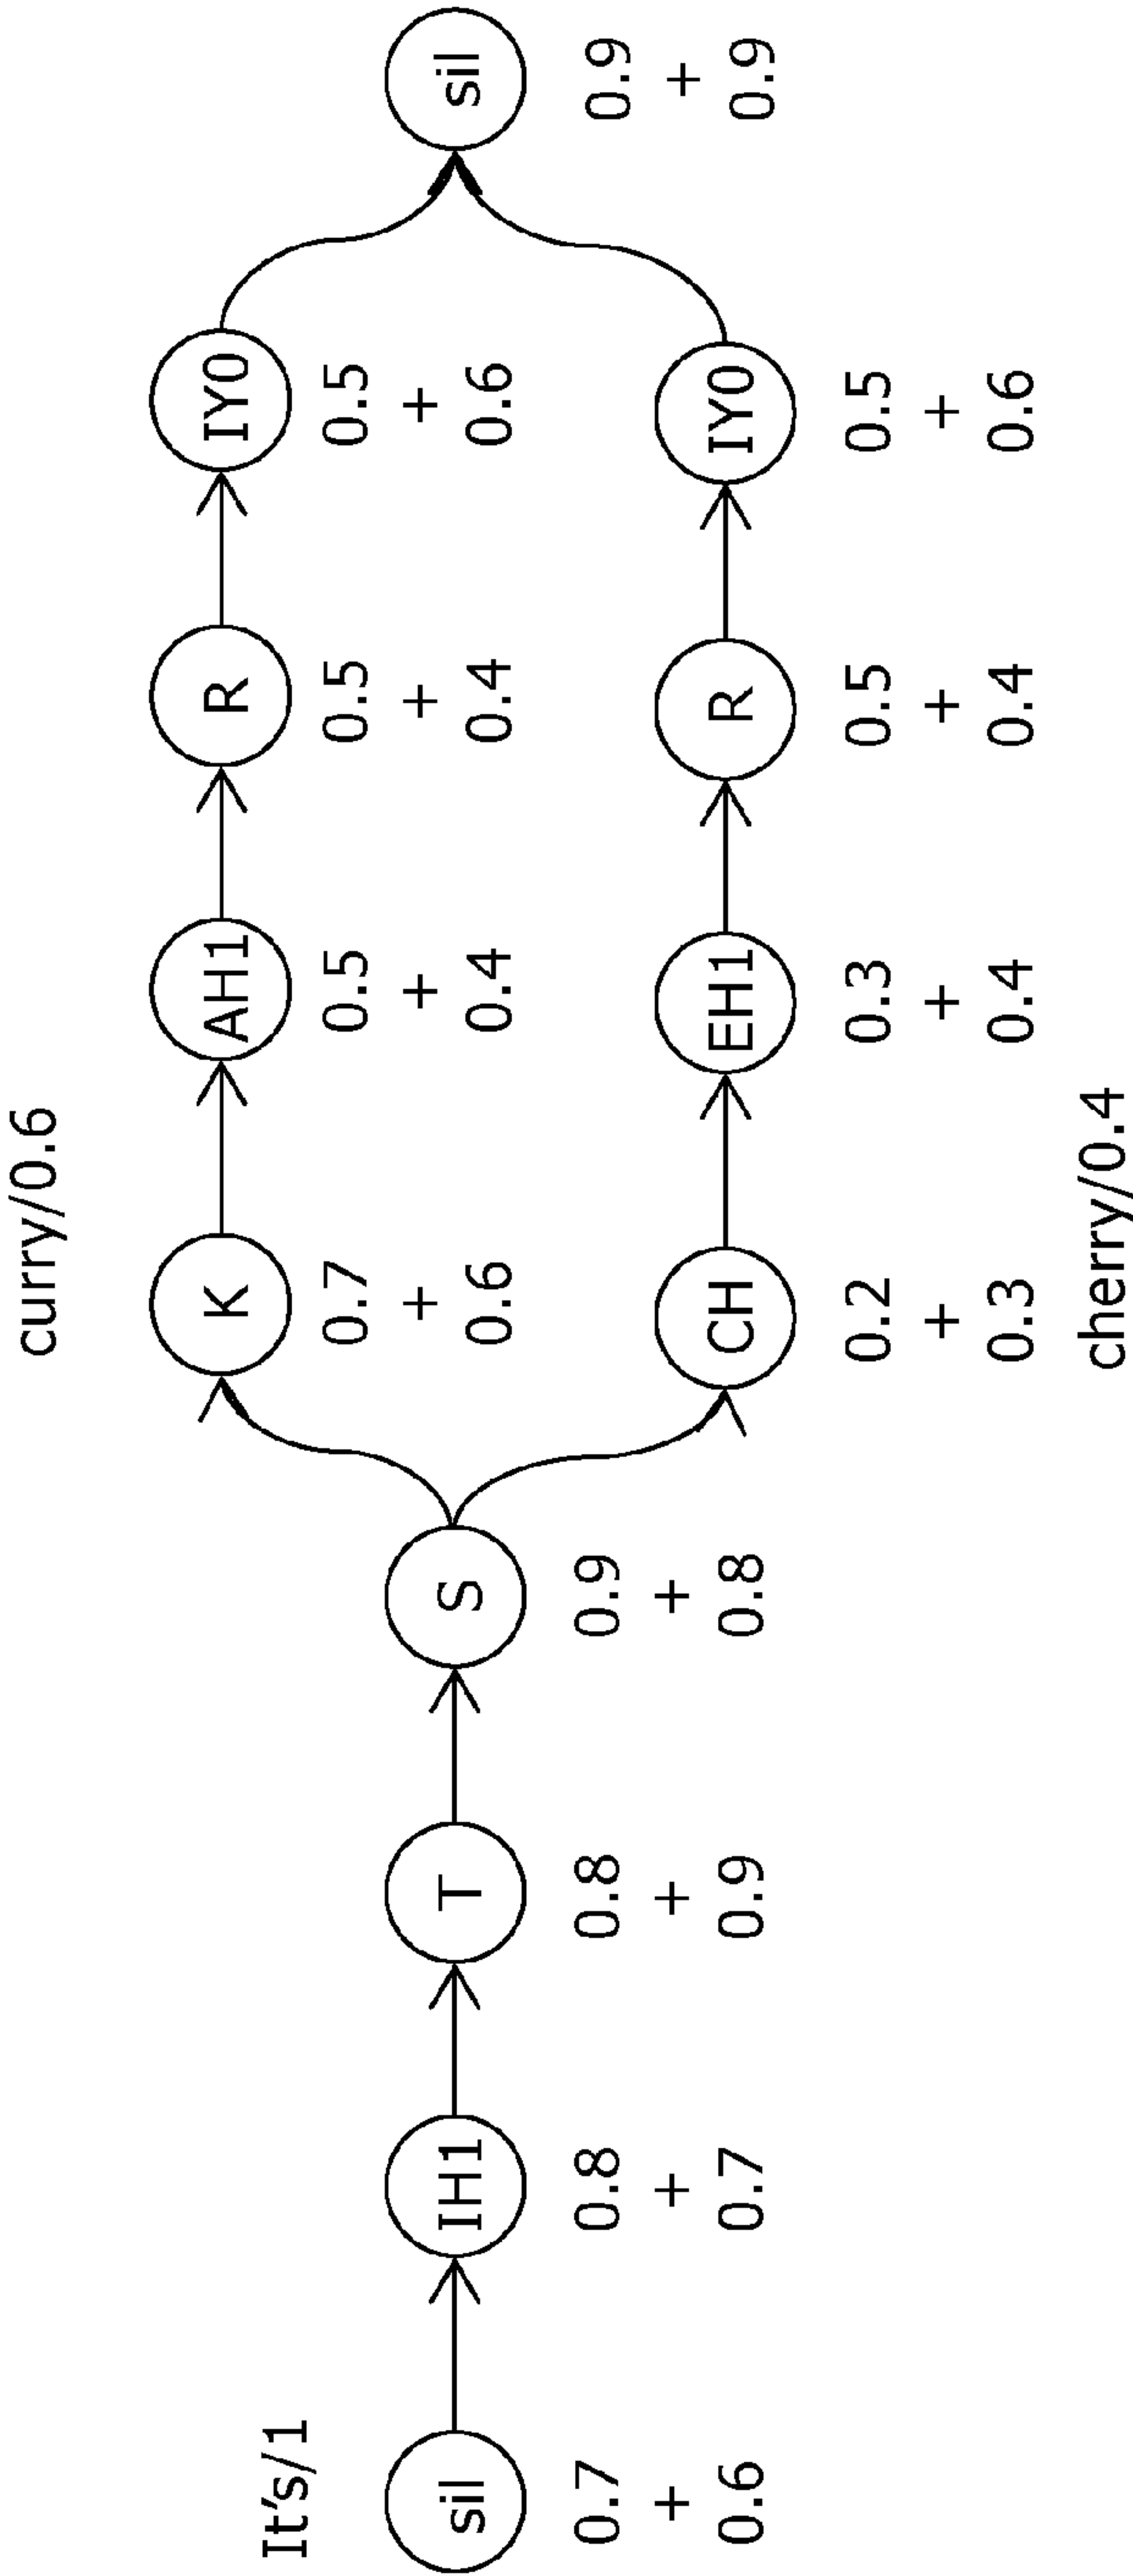 curry/0.6
K AH1 R IY0
0.7 0.5 0.5 0.5
+ + + +
0.6 0.4 0.4 0.6
It's/1
sil IH1 T S sil
0.7 0.8 0.8 0.9 0.9
+ + + + +
0.6 0.7 0.9 0.8 0.9
CH EH1 R IY0
0.2 0.3 0.5 0.5
+ + + +
0.3 0.4 0.4 0.6
cherry/0.4